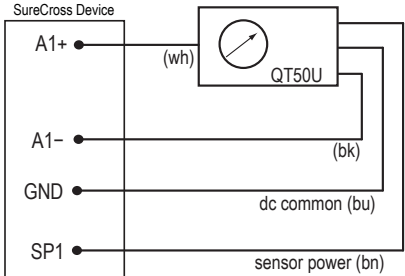 SureCross Device
A1+
(wh)
QT50U
A1−
(bk)
GND
dc common (bu)
SP1
sensor power (bn)